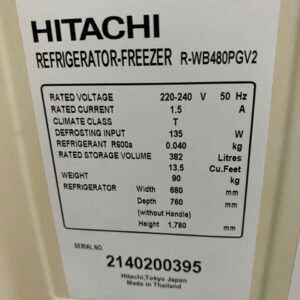 HITACHI
REFRIGERATOR-FREEZER R-WB480PGV2
RATED VOLTAGE 220-240 V 50 Hz
RATED CURRENT 1.5 A
CLIMATE CLASS T
DEFROSTING INPUT 135 W
REFRIGERANT R600a 0.040 kg
RATED STORAGE VOLUME 382 Litres
13.5 Cu.Feet
WEIGHT 90 kg
REFRIGERATOR Width 680 mm
Depth 760 mm
(without Handle)
Height 1,780 mm
SERIAL NO.
2140200395
Hitachi,Tokyo Japan
Made in Thailand